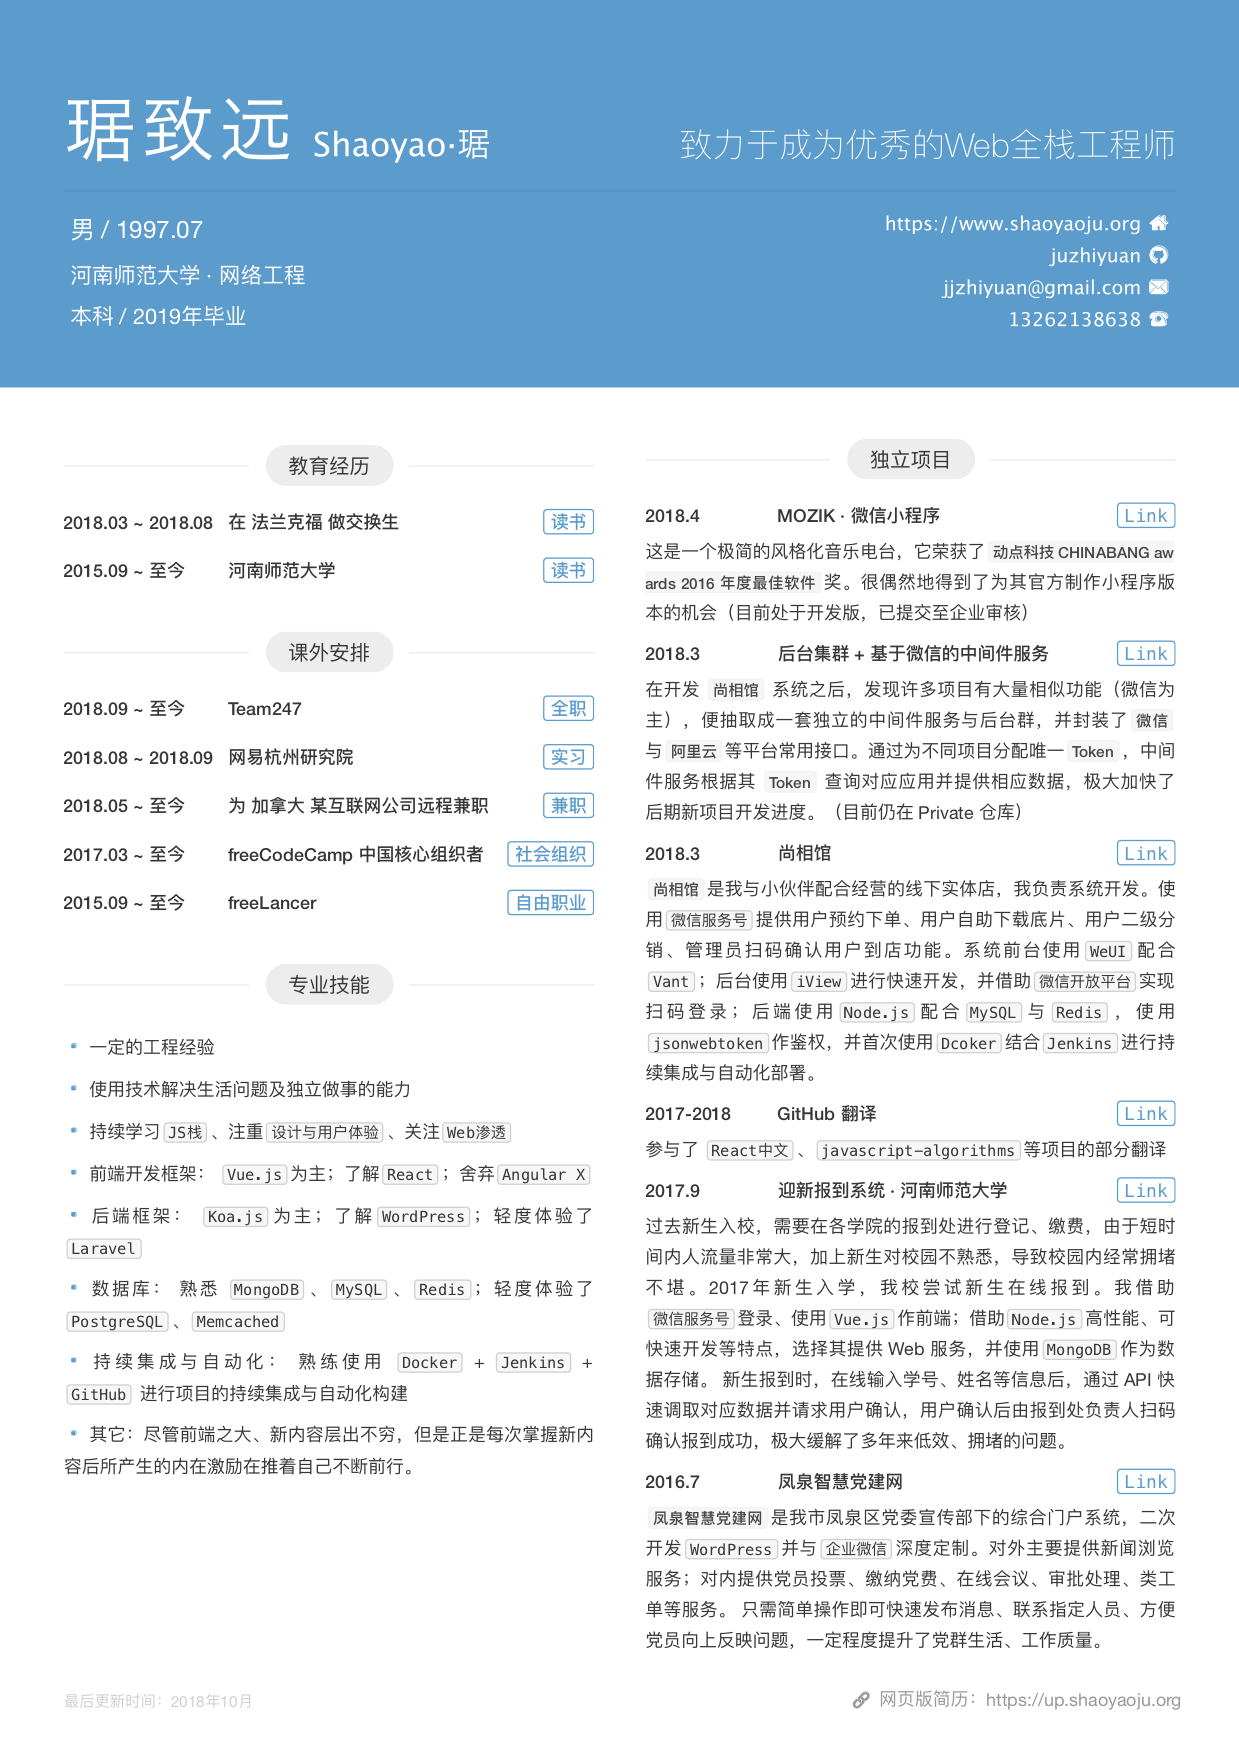 琚致远 Shaoyao·琚
致力于成为优秀的Web全栈工程师
男 / 1997.07
河南师范大学 · 网络工程
本科 / 2019年毕业
https://www.shaoyaoju.org
juzhiyuan
jjzhiyuan@gmail.com
13262138638
教育经历
2018.03 ~ 2018.08 在 法兰克福 做交换生 读书
2015.09 ~ 至今 河南师范大学 读书
课外安排
2018.09 ~ 至今 Team247 全职
2018.08 ~ 2018.09 网易杭州研究院 实习
2018.05 ~ 至今 为 加拿大 某互联网公司远程兼职 兼职
2017.03 ~ 至今 freeCodeCamp 中国核心组织者 社会组织
2015.09 ~ 至今 freeLancer 自由职业
专业技能
一定的工程经验
使用技术解决生活问题及独立做事的能力
持续学习 JS栈 、注重 设计与用户体验 、关注 Web渗透
前端开发框架： Vue.js 为主；了解 React ；舍弃 Angular X
后端框架： Koa.js 为主；了解 WordPress ；轻度体验了
Laravel
数据库： 熟悉 MongoDB 、 MySQL 、 Redis ；轻度体验了
PostgreSQL 、 Memcached
持续集成与自动化： 熟练使用 Docker + Jenkins +
GitHub 进行项目的持续集成与自动化构建
其它：尽管前端之大、新内容层出不穷，但是正是每次掌握新内
容后所产生的内在激励在推着自己不断前行。
独立项目
2018.4 MOZIK · 微信小程序 Link
这是一个极简的风格化音乐电台，它荣获了 动点科技 CHINABANG aw
ards 2016 年度最佳软件 奖。很偶然地得到了为其官方制作小程序版
本的机会（目前处于开发版，已提交至企业审核）
2018.3 后台集群 + 基于微信的中间件服务 Link
在开发 尚相馆 系统之后，发现许多项目有大量相似功能（微信为
主），便抽取成一套独立的中间件服务与后台群，并封装了 微信
与 阿里云 等平台常用接口。通过为不同项目分配唯一 Token ，中间
件服务根据其 Token 查询对应应用并提供相应数据，极大加快了
后期新项目开发进度。（目前仍在 Private 仓库）
2018.3 尚相馆 Link
尚相馆 是我与小伙伴配合经营的线下实体店，我负责系统开发。使
用 微信服务号 提供用户预约下单、用户自助下载底片、用户二级分
销、管理员扫码确认用户到店功能。系统前台使用 WeUI 配合
Vant ；后台使用 iView 进行快速开发，并借助 微信开放平台 实现
扫码登录；后端使用 Node.js 配合 MySQL 与 Redis ，使用
jsonwebtoken 作鉴权，并首次使用 Dcoker 结合 Jenkins 进行持
续集成与自动化部署。
2017-2018 GitHub 翻译 Link
参与了 React中文 、 javascript-algorithms 等项目的部分翻译
2017.9 迎新报到系统 · 河南师范大学 Link
过去新生入校，需要在各学院的报到处进行登记、缴费，由于短时
间内人流量非常大，加上新生对校园不熟悉，导致校园内经常拥堵
不堪。2017年新生入学，我校尝试新生在线报到。我借助
微信服务号 登录、使用 Vue.js 作前端；借助 Node.js 高性能、可
快速开发等特点，选择其提供 Web 服务，并使用 MongoDB 作为数
据存储。 新生报到时，在线输入学号、姓名等信息后，通过 API 快
速调取对应数据并请求用户确认，用户确认后由报到处负责人扫码
确认报到成功，极大缓解了多年来低效、拥堵的问题。
2016.7 凤泉智慧党建网 Link
凤泉智慧党建网 是我市凤泉区党委宣传部下的综合门户系统，二次
开发 WordPress 并与 企业微信 深度定制。对外主要提供新闻浏览
服务；对内提供党员投票、缴纳党费、在线会议、审批处理、类工
单等服务。 只需简单操作即可快速发布消息、联系指定人员、方便
党员向上反映问题，一定程度提升了党群生活、工作质量。
最后更新时间：2018年10月
网页版简历：https://up.shaoyaoju.org